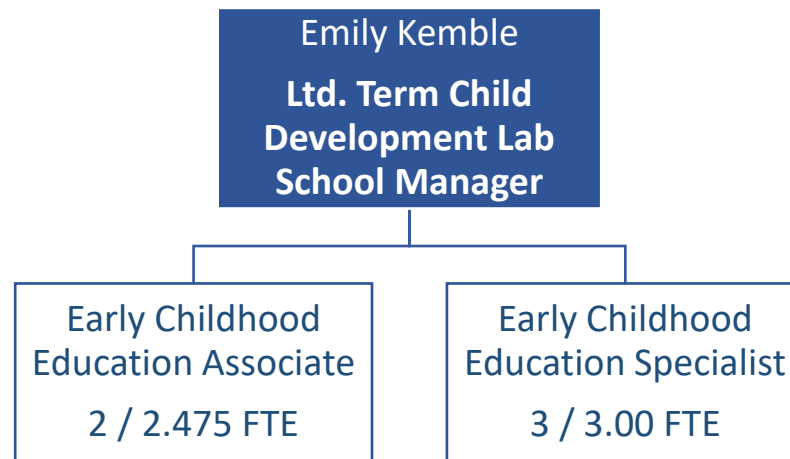 Emily Kemble
Ltd. Term Child
Development Lab
School Manager
Early Childhood
Education Associate
2 / 2.475 FTE
Early Childhood
Education Specialist
3 / 3.00 FTE